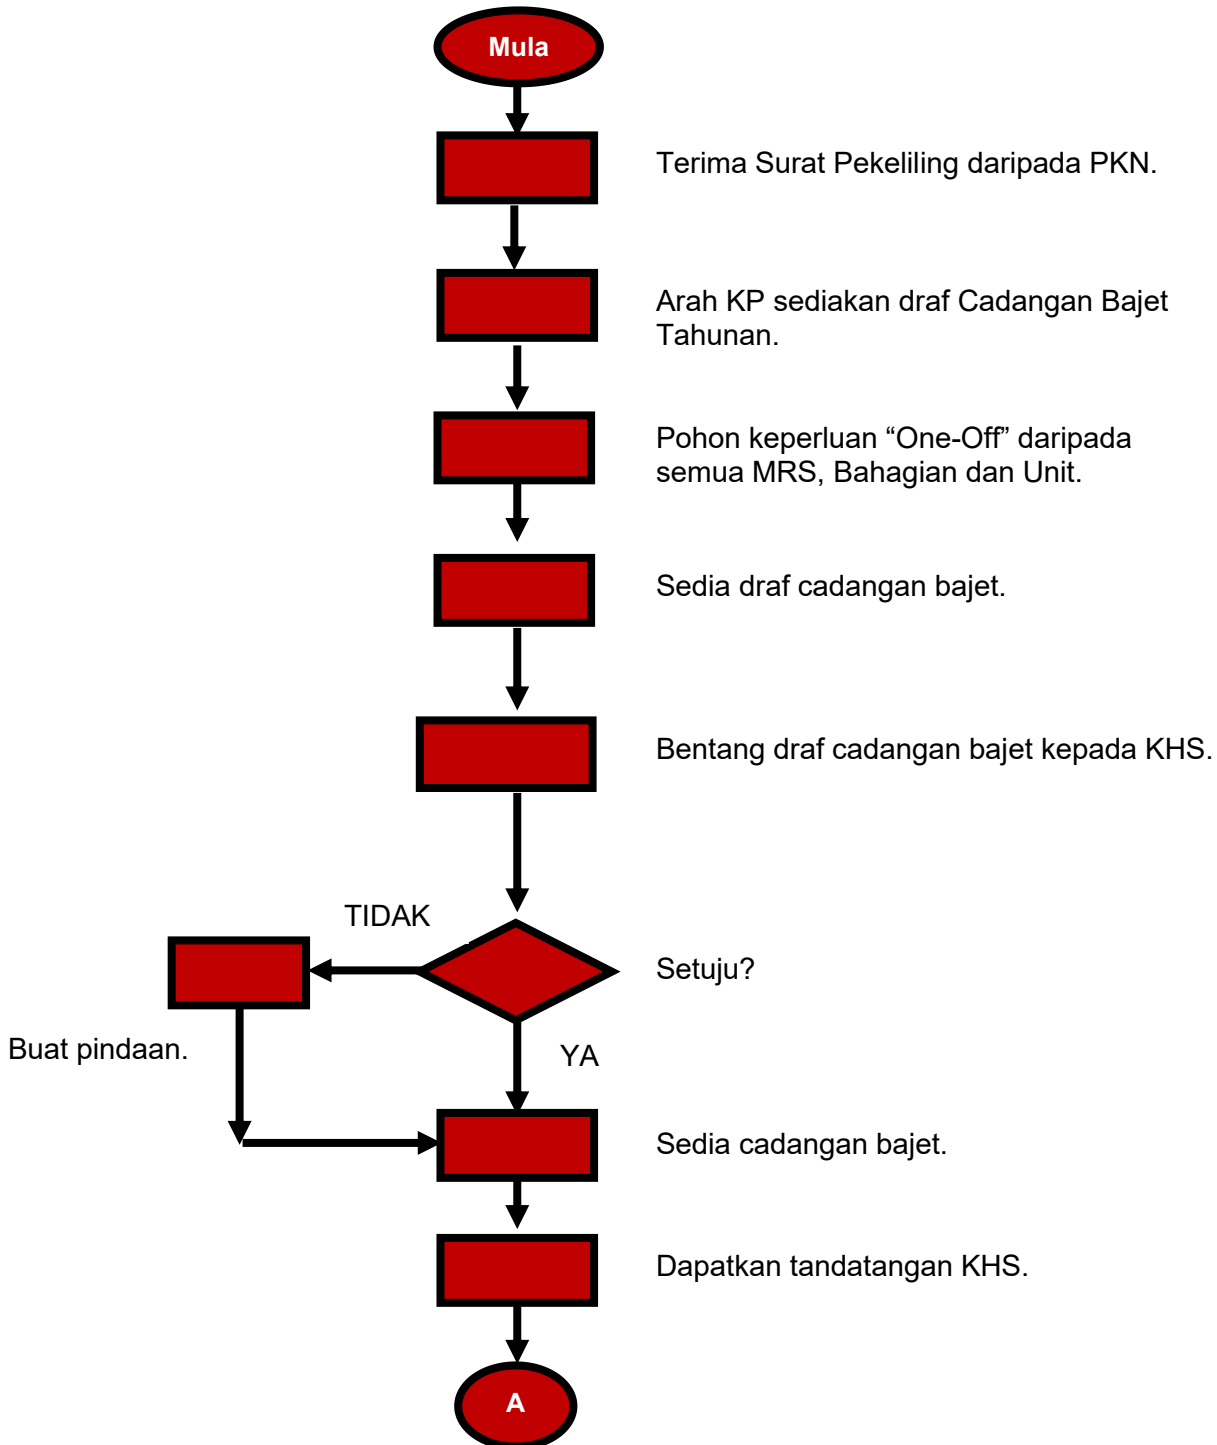 Mula
Terima Surat Pekeliling daripada PKN.
Arah KP sediakan draf Cadangan Bajet
Tahunan.
Pohon keperluan “One-Off” daripada
semua MRS, Bahagian dan Unit.
Sedia draf cadangan bajet.
Bentang draf cadangan bajet kepada KHS.
TIDAK
Setuju?
Buat pindaan.
YA
Sedia cadangan bajet.
Dapatkan tandatangan KHS.
A